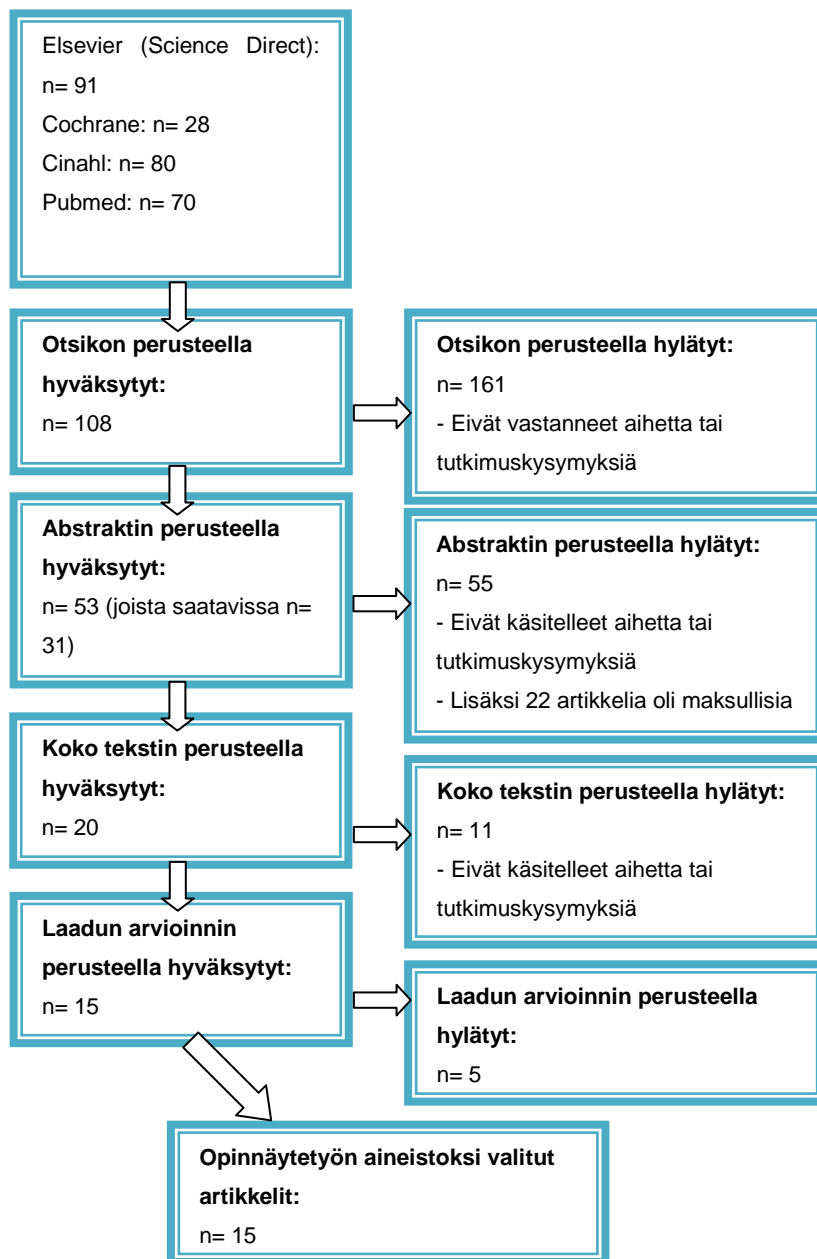 Elsevier (Science Direct):
n= 91
Cochrane: n= 28
Cinahl: n= 80
Pubmed: n= 70
Otsikon perusteella
hyväksytyt:
n= 108
Otsikon perusteella hylätyt:
n= 161
- Eivät vastanneet aihetta tai
tutkimuskysymyksiä
Abstraktin perusteella
hyväksytyt:
n= 53 (joista saatavissa n=
31)
Abstraktin perusteella hylätyt:
n= 55
- Eivät käsitelleet aihetta tai
tutkimuskysymyksiä
- Lisäksi 22 artikkelia oli maksullisia
Koko tekstin perusteella
hyväksytyt:
n= 20
Koko tekstin perusteella hylätyt:
n= 11
- Eivät käsitelleet aihetta tai
tutkimuskysymyksiä
Laadun arvioinnin
perusteella hyväksytyt:
n= 15
Laadun arvioinnin perusteella
hylätyt:
n= 5
Opinnäytetyön aineistoksi valitut
artikkelit:
n= 15